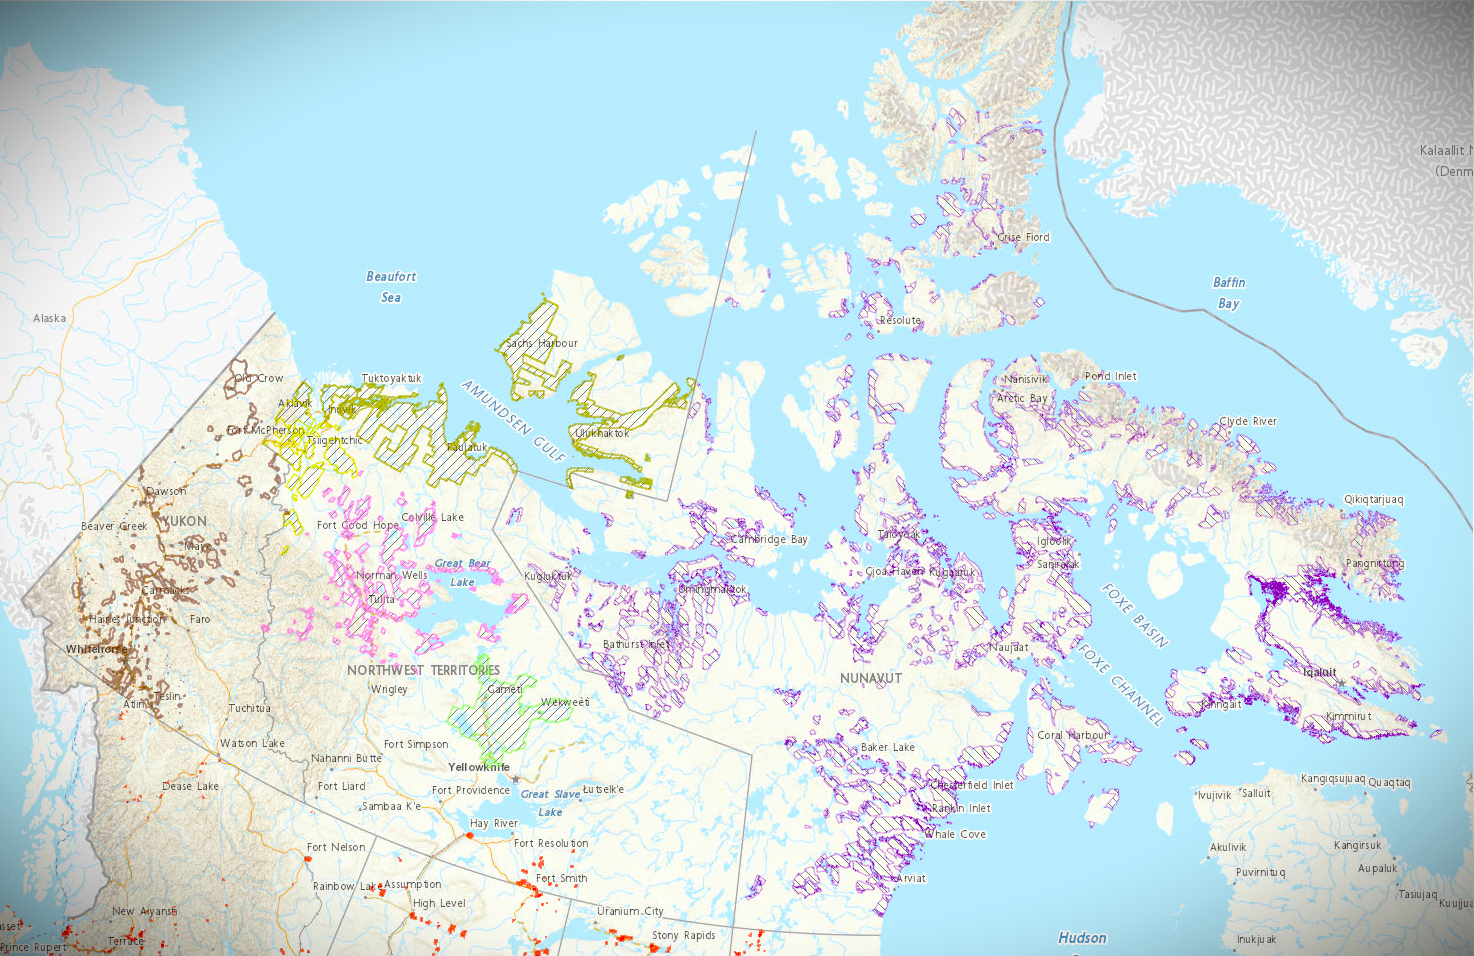 Kalaallit N
(Denm
Grise Fiord
Beaufort
Sea
Baffin
Bay
Alaska
Resolute
Sachs Harbour
Old Crow
Tuktoyaktuk
Nanisivik
Pond Inlet
AMUNDSEN GULF
Aklavik
Inuvik
Arctic Bay
Clyde River
Fort McPherson
Tsigehtchic
Ulukhaktok
Paulatuk
Dawson
Qikiqtarjuaq
Beaver Creek
YUKON
Fort Good Hope
Colville Lake
Mayo
Cambridge Bay
Taloyoak
Igloolik
Sanirajak
Pangnirtung
Great Bear
Lake
Norman Wells
Kugluktuk
Gjoa Haven
Kugaaruk
Carmacks
Tulita
Umingmaktok
FOXE BASIN
Haines Junction
Faro
Whitehorse
Bathurst Inlet
Naujaat
FOXE CHANNEL
NORTHWEST TERRITORIES
NUNAVUT
Iqaluit
Wrigley
Gameti
Wekweètì
Teslin
Atlin
Tuchitua
Kinngait
Kimmirut
Watson Lake
Fort Simpson
Baker Lake
Coral Harbour
Nahanni Butte
Yellowknife
Dease Lake
Fort Liard
Fort Providence
Łutselk'e
Great Slave
Lake
Chesterfield Inlet
Kangiqsujuaq
Quaqtaq
Ivujivik
Salluit
Sambaa K'e
Rankin Inlet
Hay River
Whale Cove
Fort Nelson
Fort Resolution
Akulivik
Kangirsuk
Rainbow Lake
Assumption
Fort Smith
Arviat
Puvirnituq
Aupaluk
High Level
Tasiujaq
Kuujjua
New Aiyansh
Uranium City
asset
Prince Rupert
Terrace
Stony Rapids
Hudson
Inukjuak